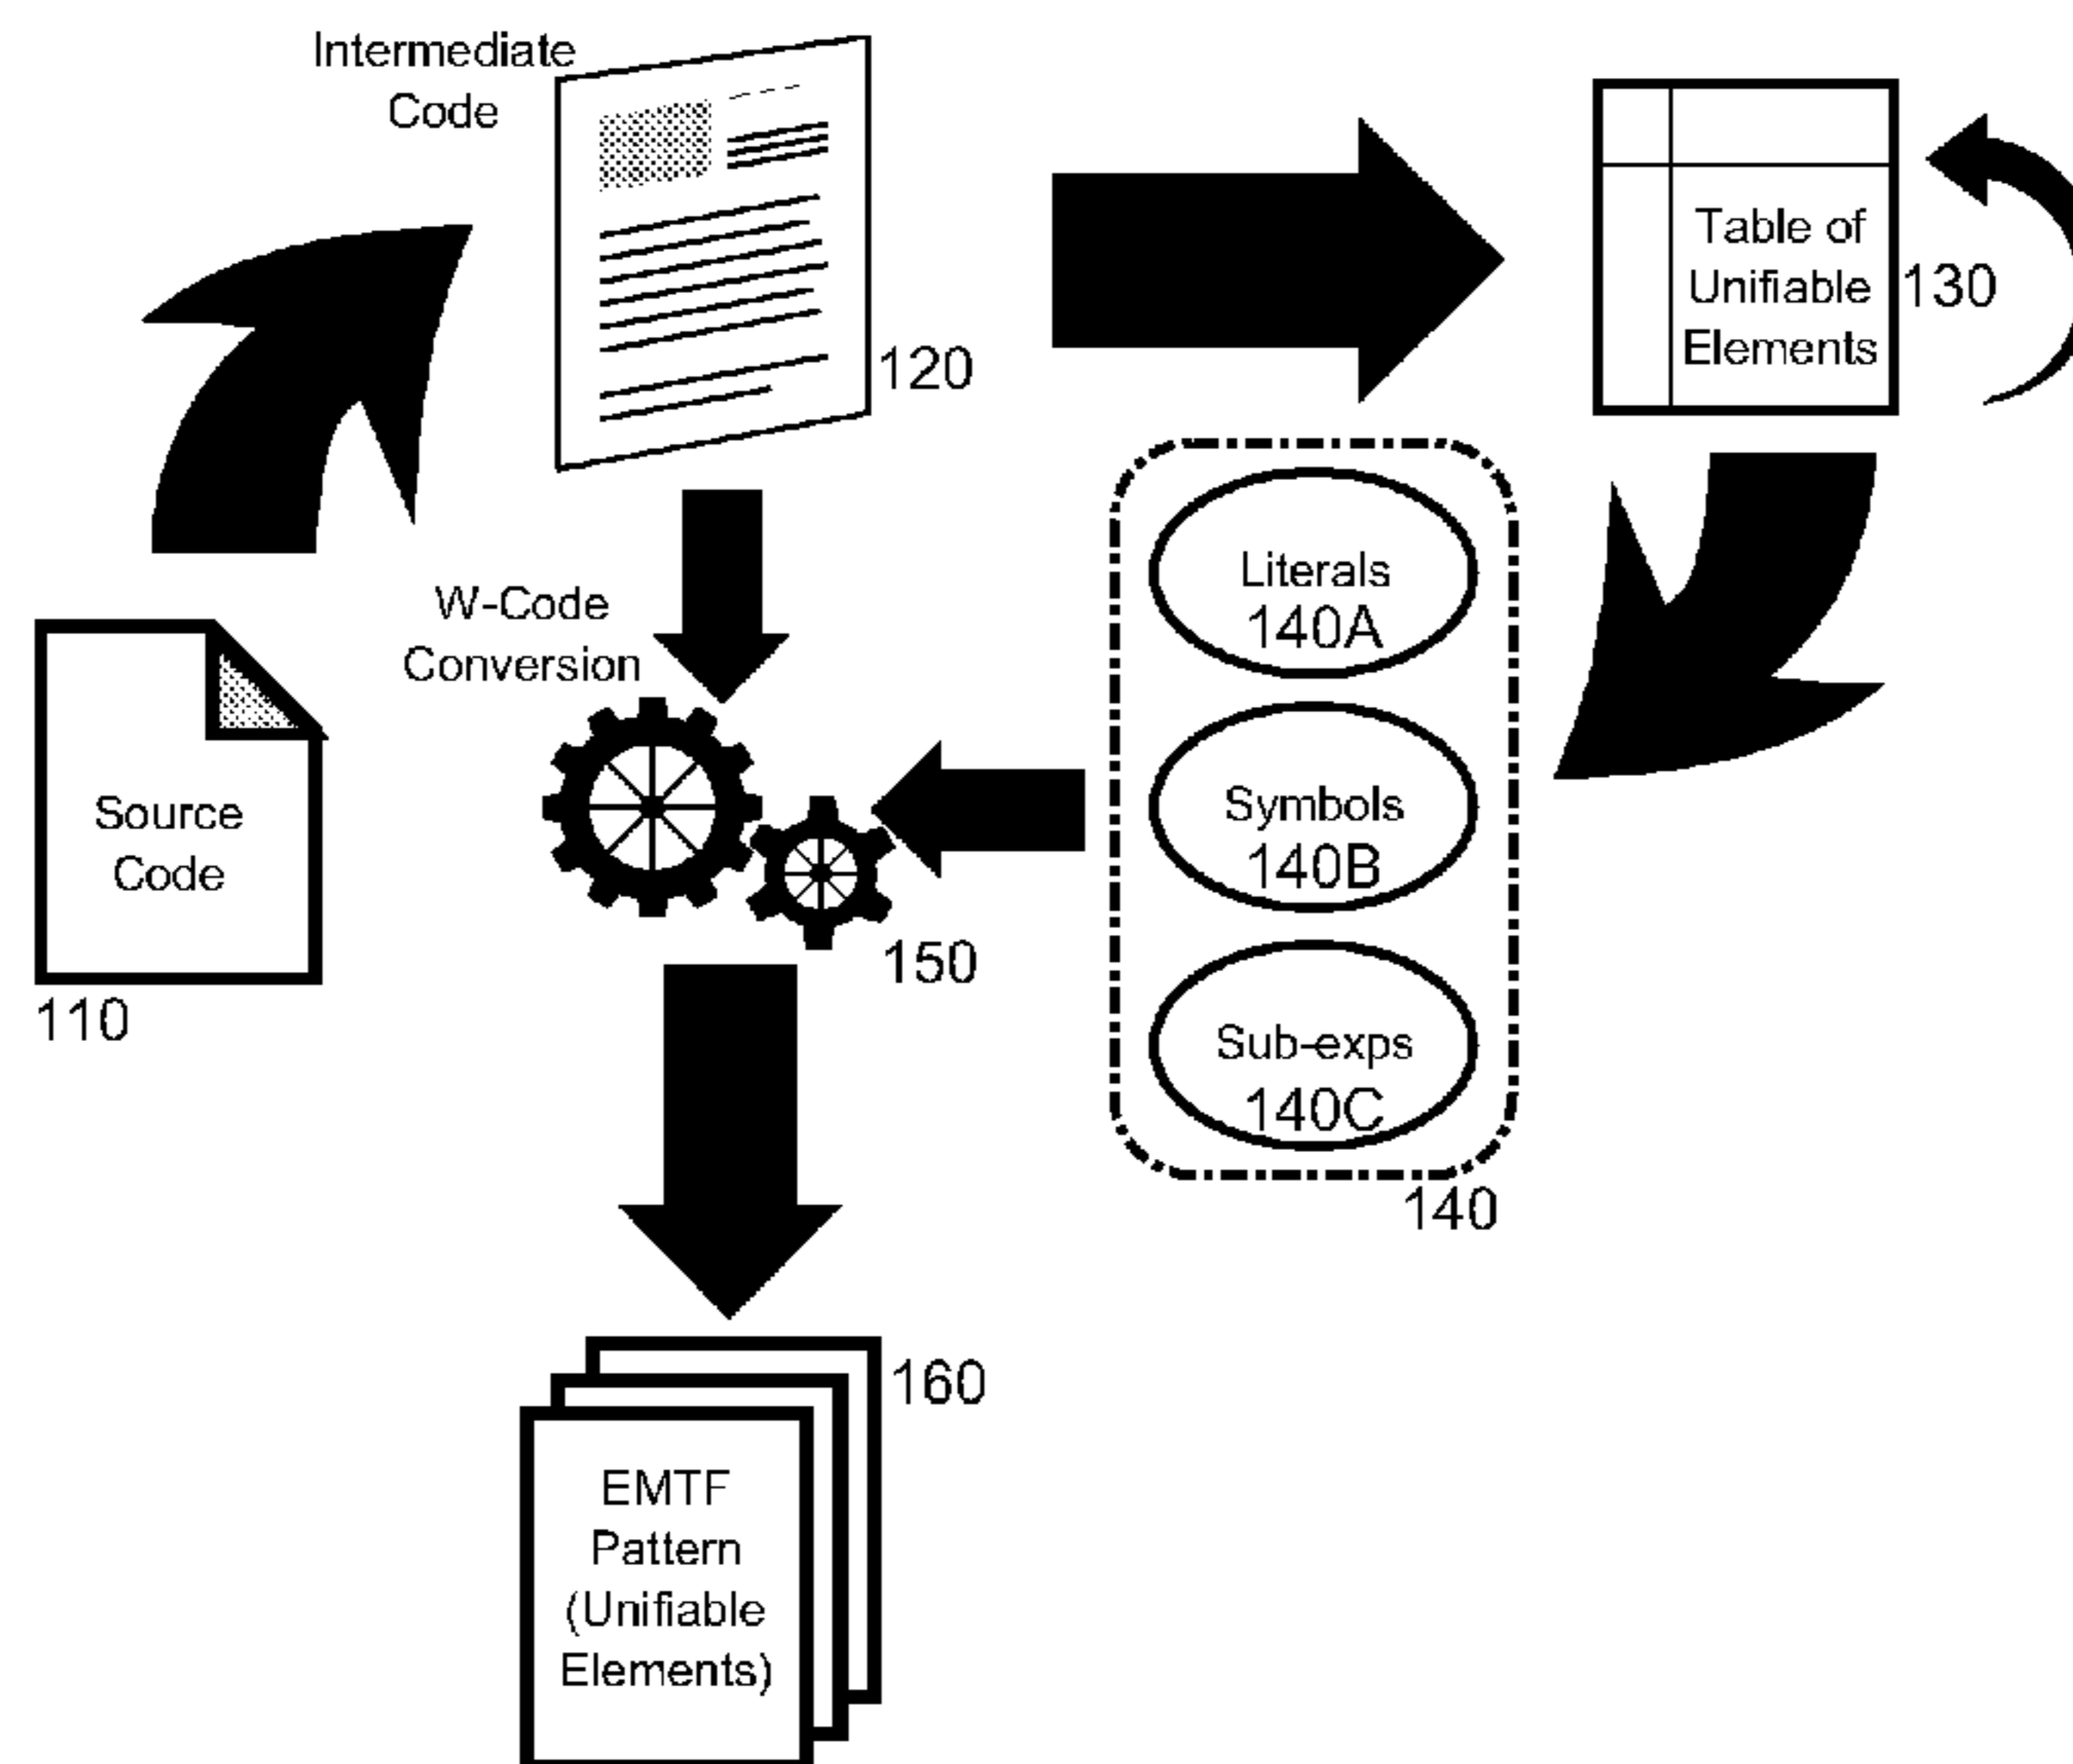 Intermediate
Code
120
Table of
Unifiable
Elements
130
Literals
140A
Symbols
140B
Sub-exps
140C
140
W-Code
Conversion
150
Source
Code
110
160
EMTF
Pattern
(Unifiable
Elements)